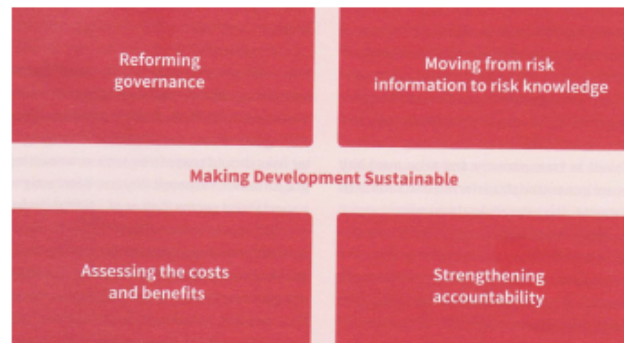 Reforming
governance
Moving from risk
information to risk knowledge
Making Development Sustainable
Assessing the costs
and benefits
Strengthening
accountability